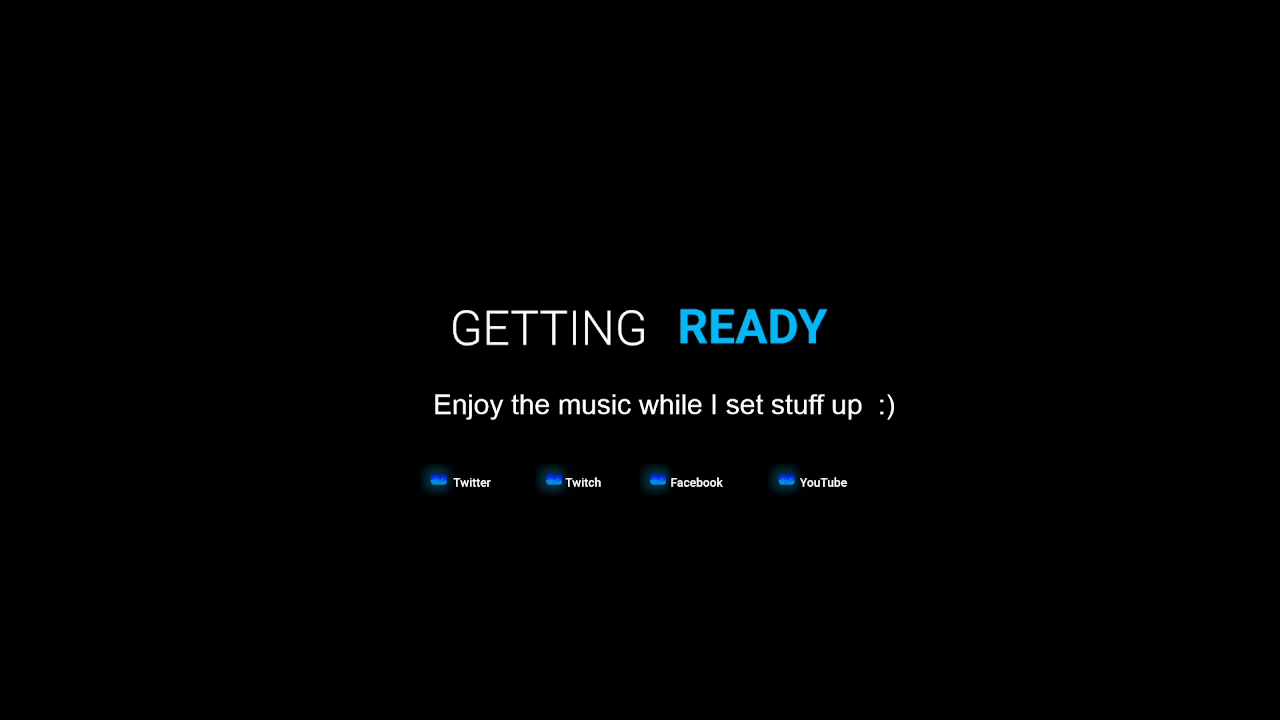 GETTING READY
Enjoy the music while I set stuff up :)
Twitter Twitch Facebook YouTube